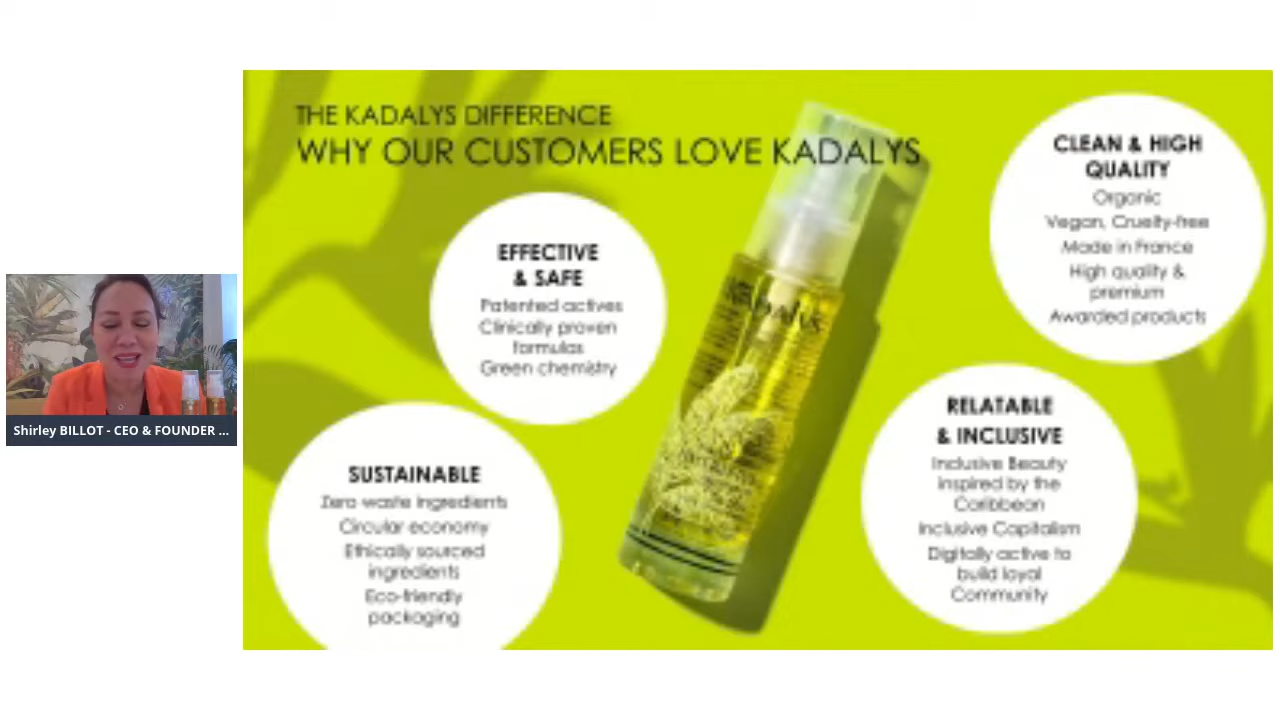 THE KADALYS DIFFERENCE
WHY OUR CUSTOMERS LOVE KADALYS
EFFECTIVE
& SAFE
Patented actives
Clinically proven
formulas
Green chemistry
SUSTAINABLE
Zero waste ingredients
Circular economy
Ethically sourced
ingredients
Eco-friendly
packaging
KADALYS
CLEAN & HIGH
QUALITY
Organic
Vegan, Cruelty-free
Made in France
High quality &
premium
Awarded products
RELATABLE
& INCLUSIVE
Inclusive Beauty
inspired by the
Caribbean
Inclusive Capitalism
Digitally active to
build loyal
Community
Shirley BILLOT - CEO & FOUNDER ...